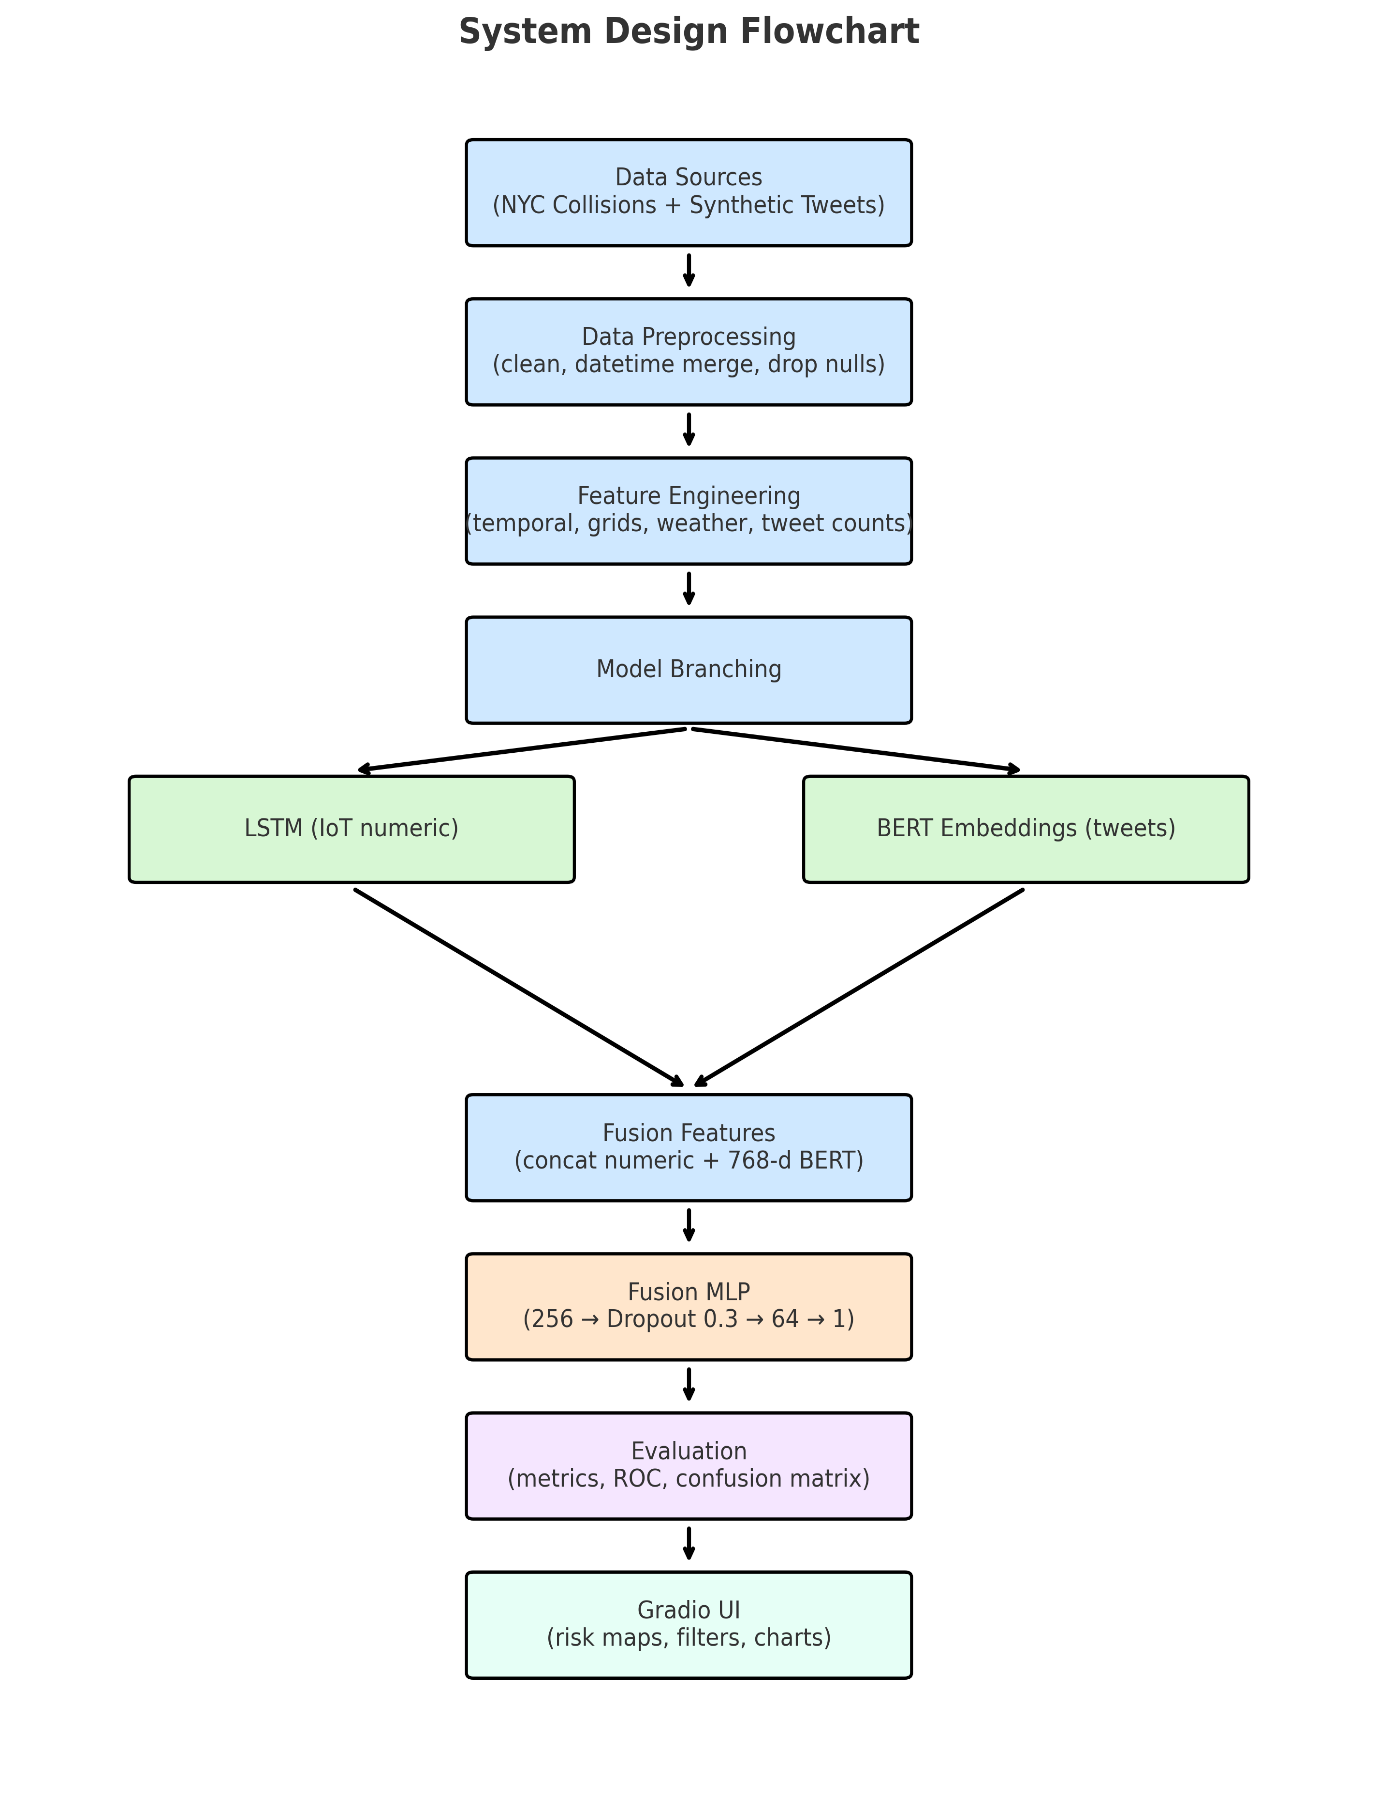 System Design Flowchart
Data Sources
(NYC Collisions + Synthetic Tweets)
Data Preprocessing
(clean, datetime merge, drop nulls)
Feature Engineering
(temporal, grids, weather, tweet counts)
Model Branching
LSTM (IoT numeric)
BERT Embeddings (tweets)
Fusion Features
(concat numeric + 768-d BERT)
Fusion MLP
(256 → Dropout 0.3 → 64 → 1)
Evaluation
(metrics, ROC, confusion matrix)
Gradio UI
(risk maps, filters, charts)